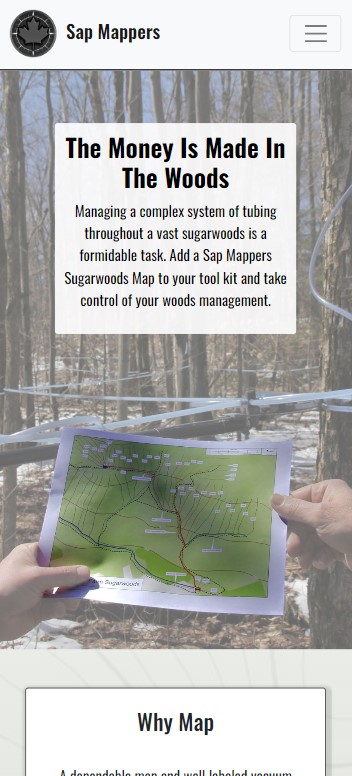 Sap Mappers
The Money Is Made In
The Woods
Managing a complex system of tubing
throughout a vast sugarwoods is a
formidable task. Add a Sap Mappers
Sugarwoods Map to your tool kit and take
control of your woods management.
Sugarwoods
Why Map
A dependable map and well labeled vacuum